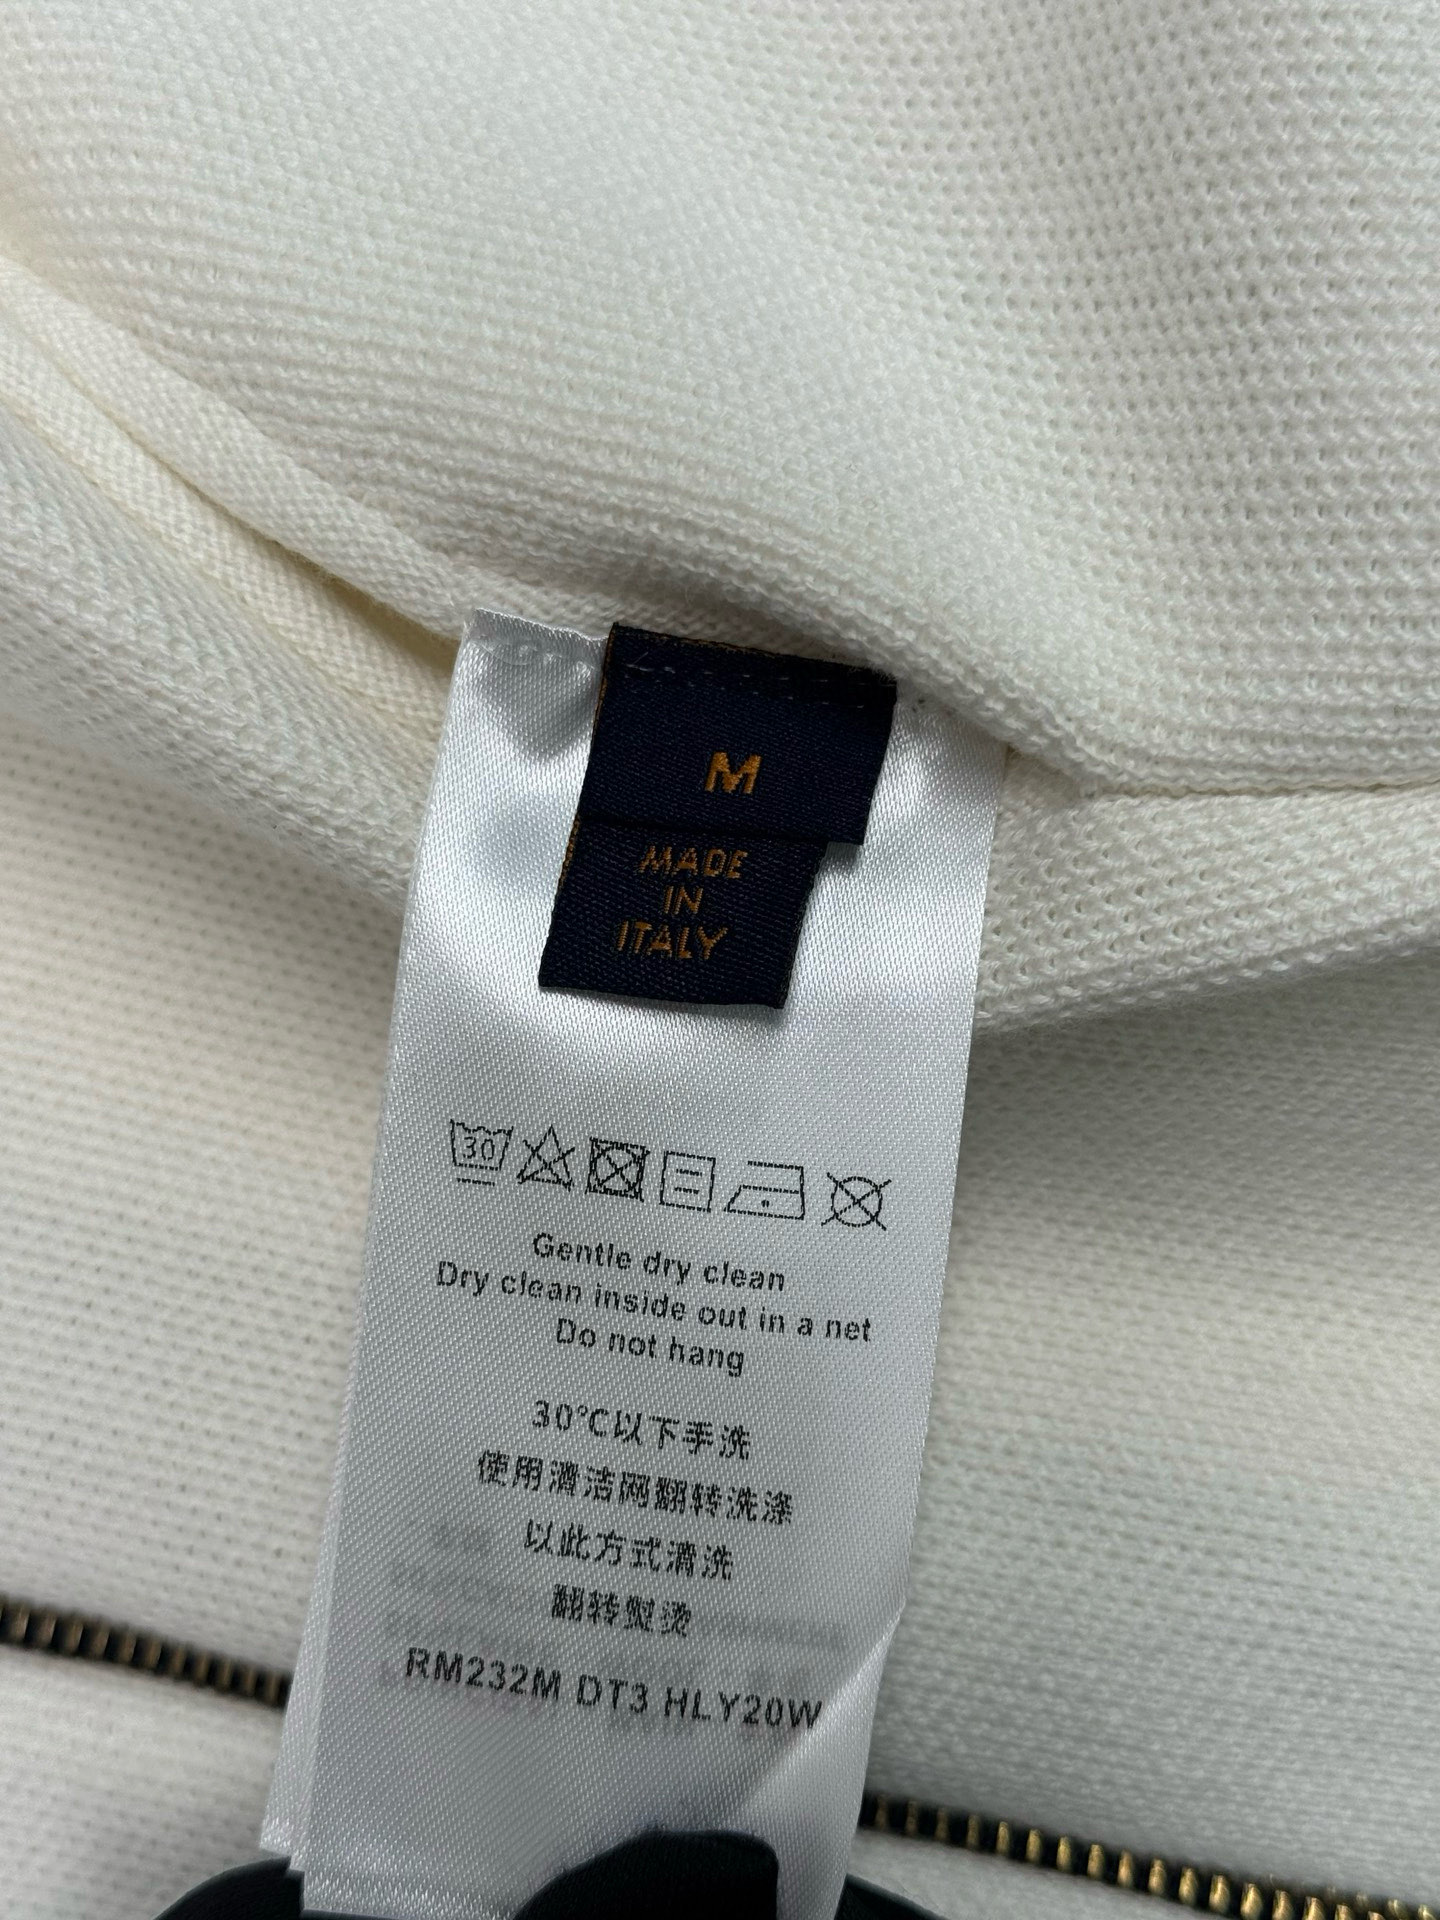 M
MADE
IN
ITALY
30
Gentle dry clean
Dry clean inside out in a net
Do not hang
30°C以下手洗
使用清洁网翻转洗涤
以此方式清洗
翻转熨烫
RM232M DT3 HLY20W